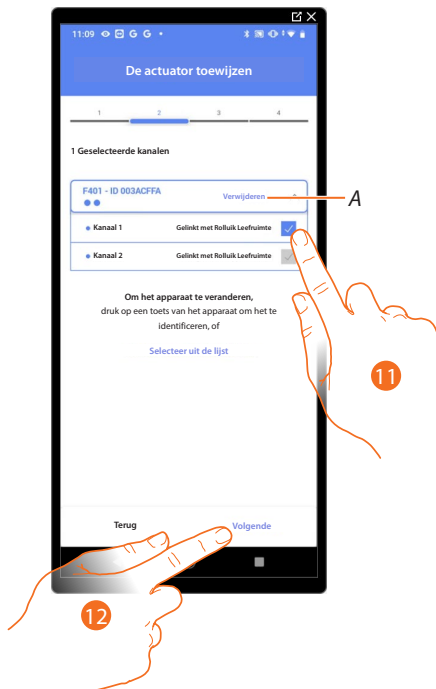 11:09 G G
De actuator toewijzen
1 2 3 4
1 Geselecteerde kanalen
F401 - ID 003ACFFA Verwijderen A
Kanaal 1 Gelinkt met Rolluik Leefruimte
Kanaal 2 Gelinkt met Rolluik Leefruimte
Om het apparaat te veranderen,
druk op een toets van het apparaat om het te
identificeren, of
Selecteer uit de lijst
11
Terug Volgende
12